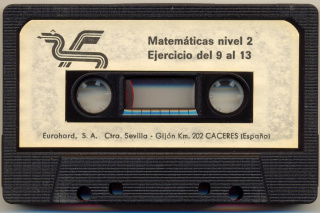 Matemáticas nivel 2
Ejercicio del 9 al 13
Eurohard, S. A. Ctra. Sevilla - Gijón Km. 202 CACERES (España)